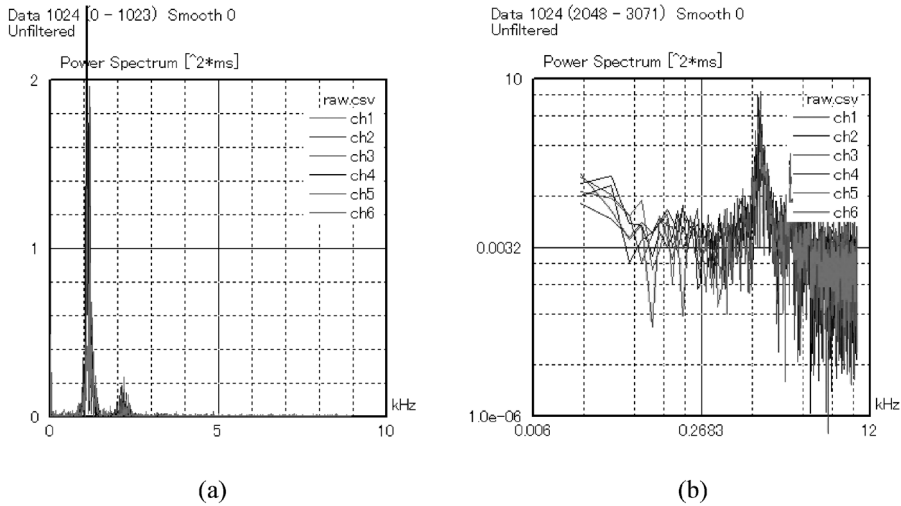 Data 1024 (0 - 1023) Smooth 0
Unfiltered
Power Spectrum [^2*ms]
2
raw.csv
ch1
ch2
ch3
ch4
ch5
ch6
1
0
kHz
0
5
10
(a)
Data 1024 (2048 - 3071) Smooth 0
Unfiltered
Power Spectrum [^2*ms]
10
raw.csv
ch1
ch2
ch3
ch4
ch5
ch6
0.0032
1.0e-06
kHz
0.006
0.2683
12
(b)